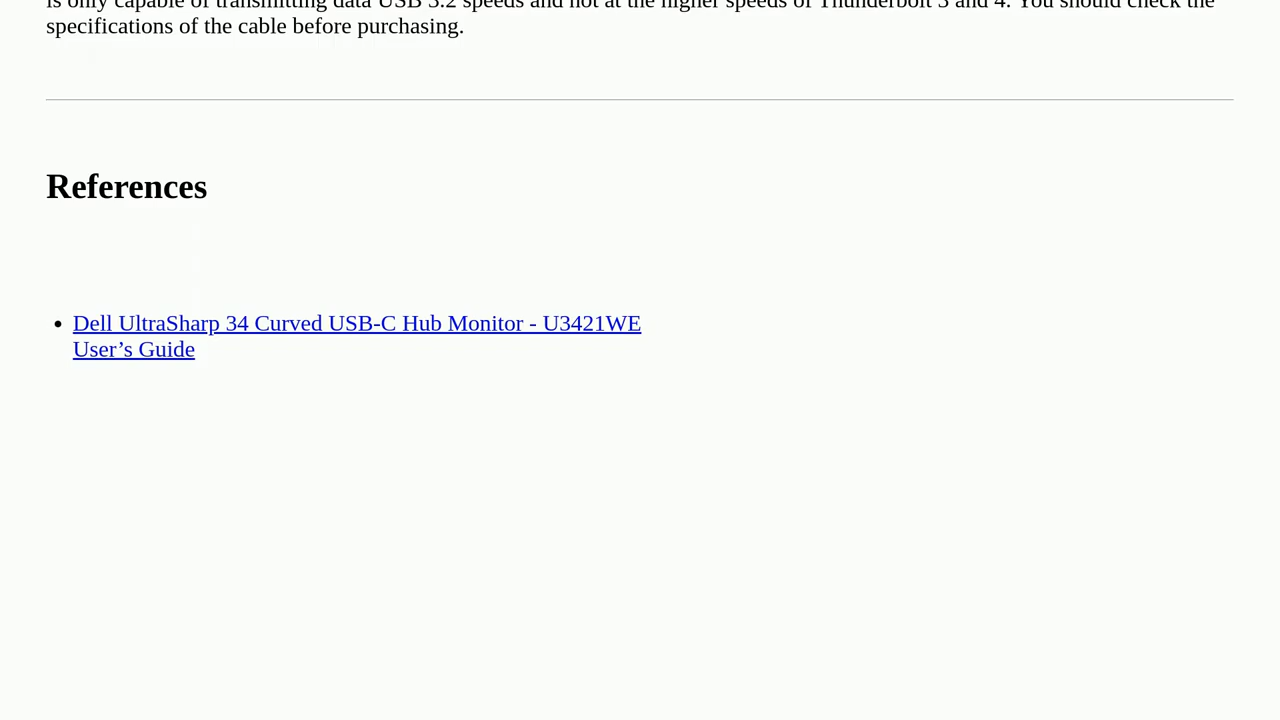 is only capable of transmitting data USB 3.2 speeds and not at the higher speeds of Thunderbolt 3 and 4. You should check the
specifications of the cable before purchasing.
References
• Dell UltraSharp 34 Curved USB-C Hub Monitor - U3421WE
User’s Guide